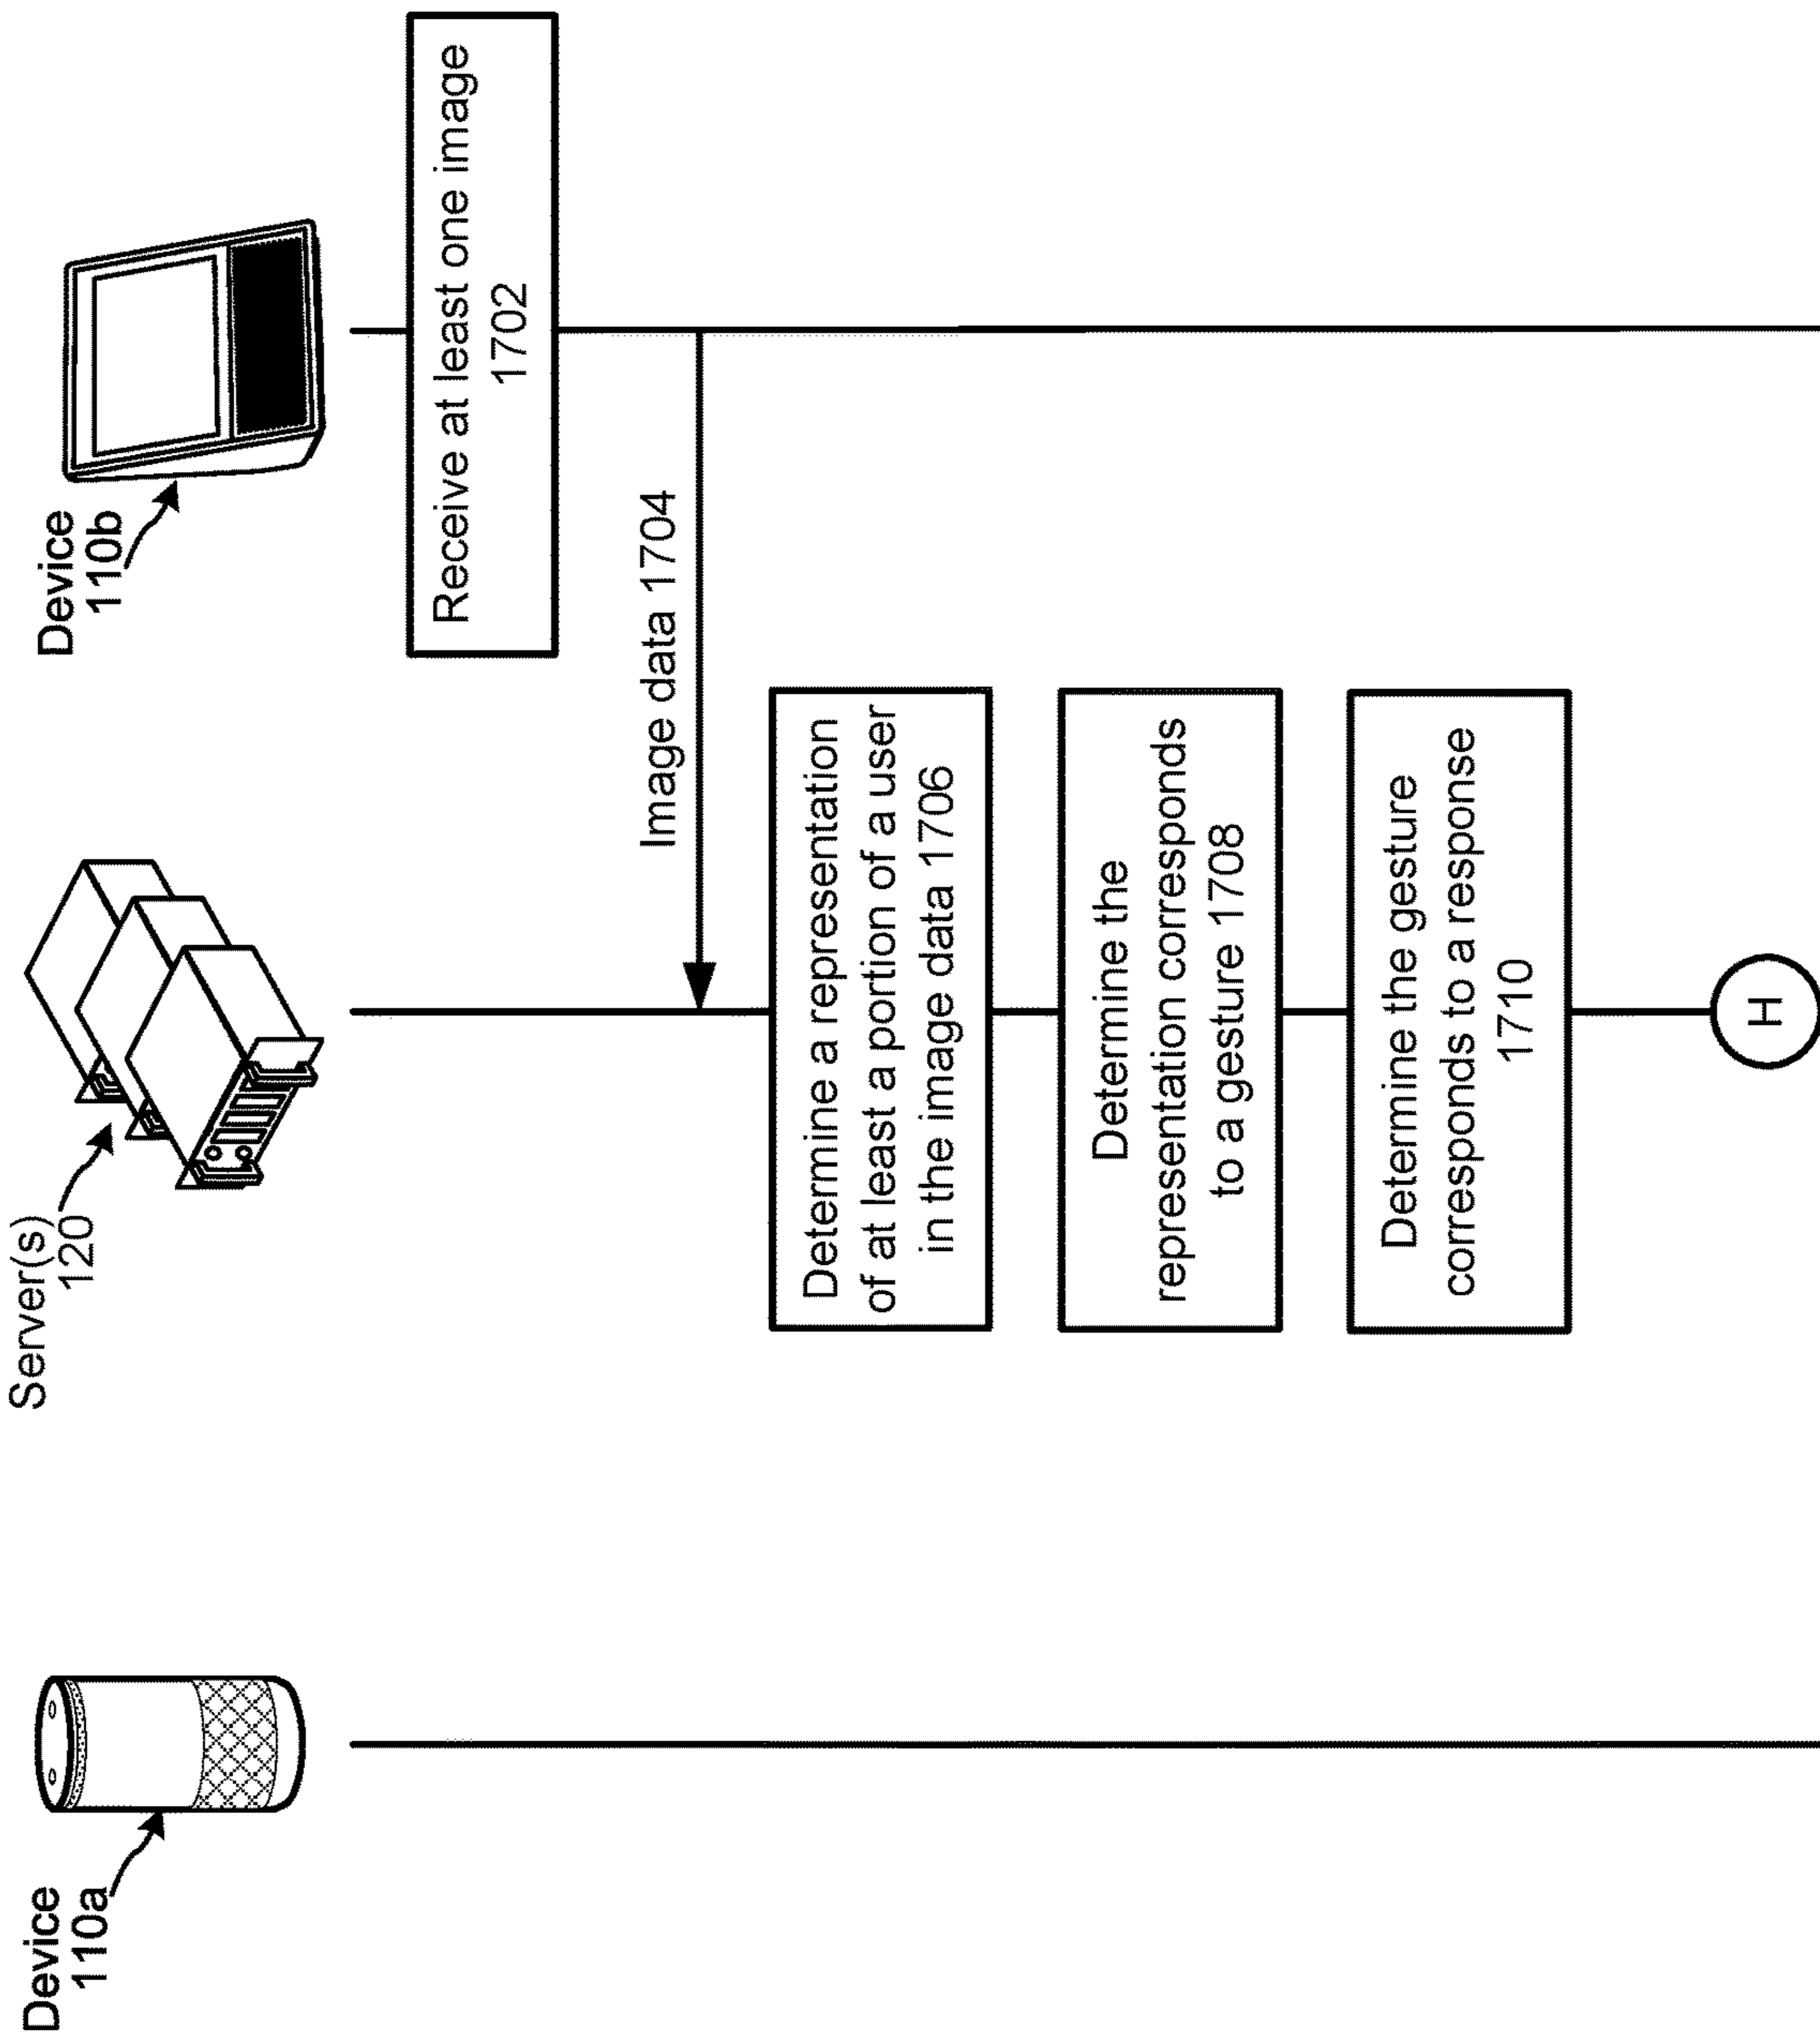 Device
110a
Server(s)
120
Device
110b
Receive at least one image
1702
Image data 1704
Determine a representation
of at least a portion of a user
in the image data 1706
Determine the
representation corresponds
to a gesture 1708
Determine the gesture
corresponds to a response
1710
H